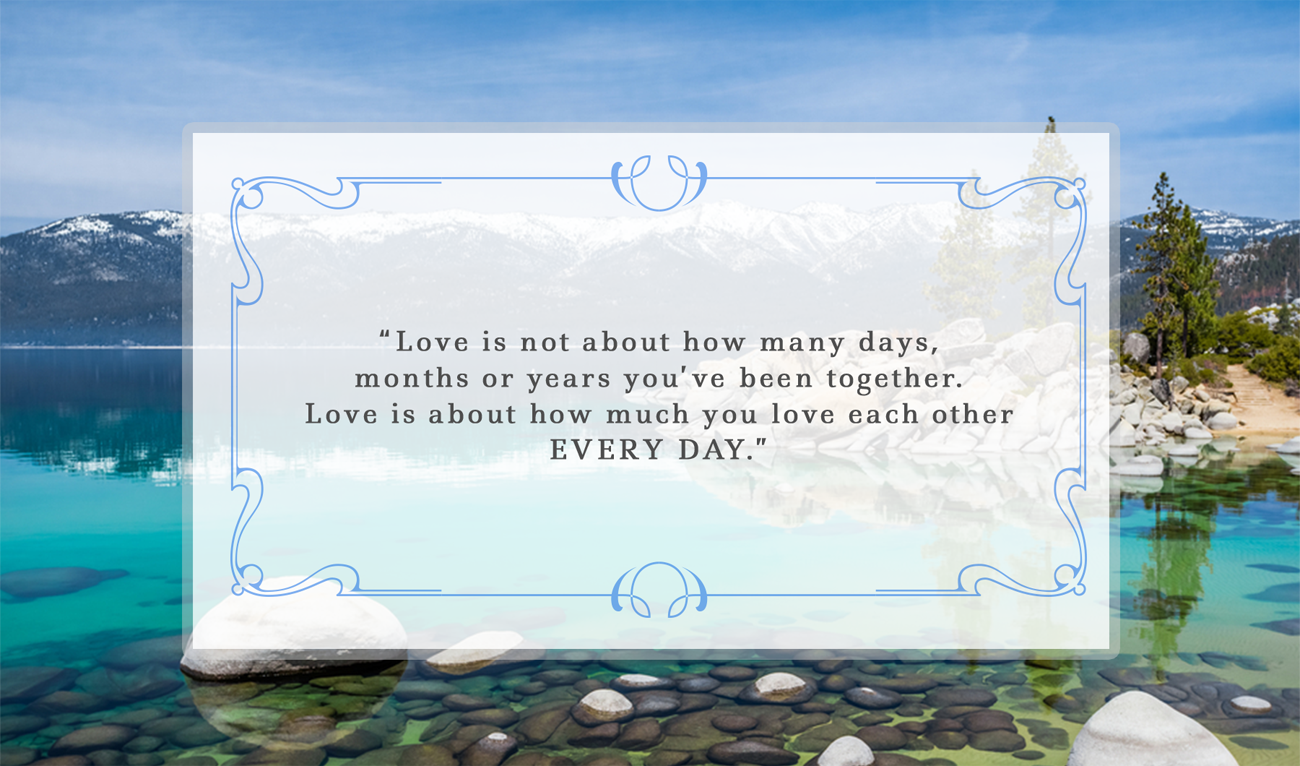 “Love is not about how many days,
months or years you’ve been together.
Love is about how much you love each other
EVERY DAY.”